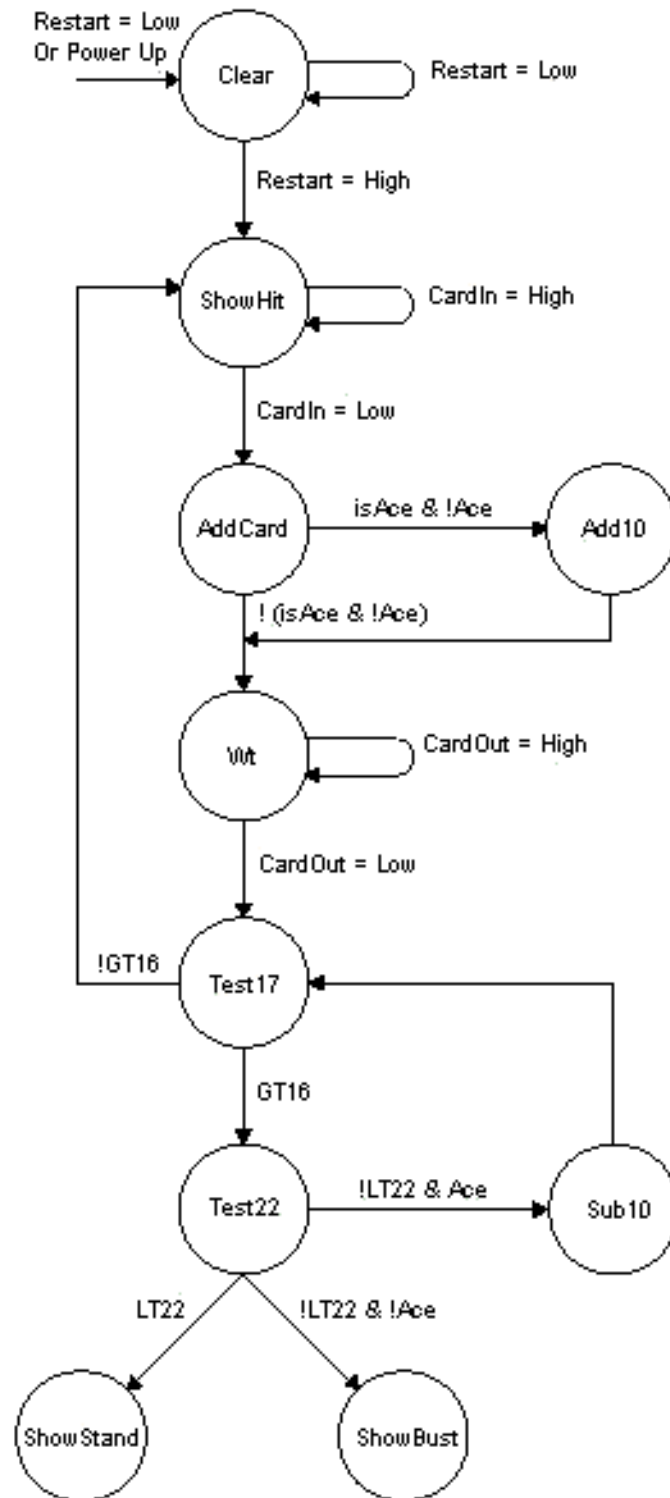 Restart = Low
Or Power Up
Clear
Restart = Low
Restart = High
ShowHit
CardIn = High
CardIn = Low
AddCard
isAce & !Ace
Add10
! (isAce & !Ace)
Wt
CardOut = High
CardOut = Low
!GT16
Test17
GT16
Test22
!LT22 & Ace
Sub10
LT22
!LT22 & !Ace
ShowStand
ShowBust